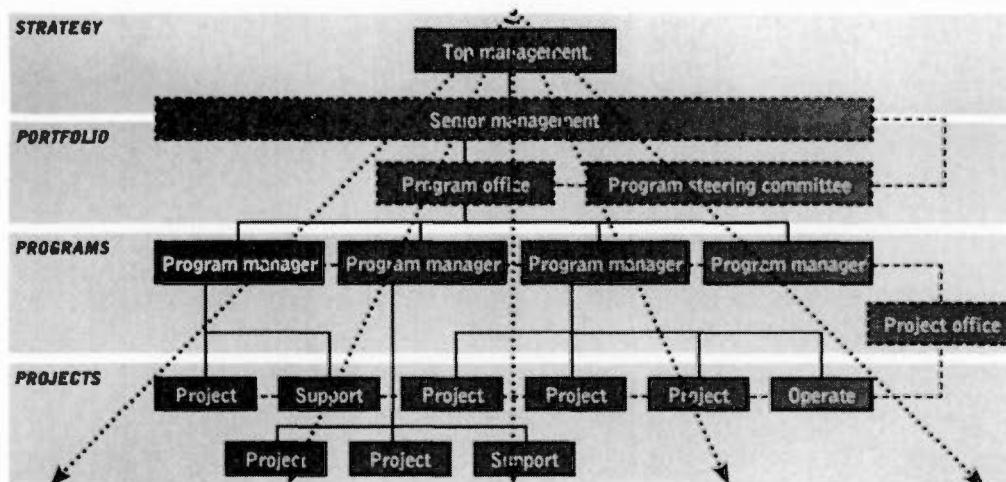 STRATEGY
Top management
Senior management
PORTFOLIO
Program office
Program steering committee
PROGRAMS
Program manager
Program manager
Program manager
Program manager
Project office
PROJECTS
Project
Support
Project
Project
Project
Operate
Project
Project
Support